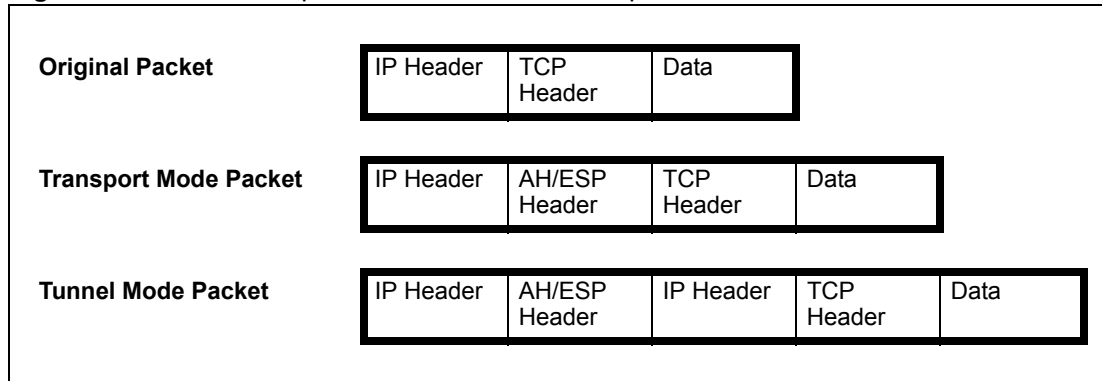 Original Packet
IP Header
TCP
Header
Data
Transport Mode Packet
IP Header
AH/ESP
Header
TCP
Header
Data
Tunnel Mode Packet
IP Header
AH/ESP
Header
IP Header
TCP
Header
Data